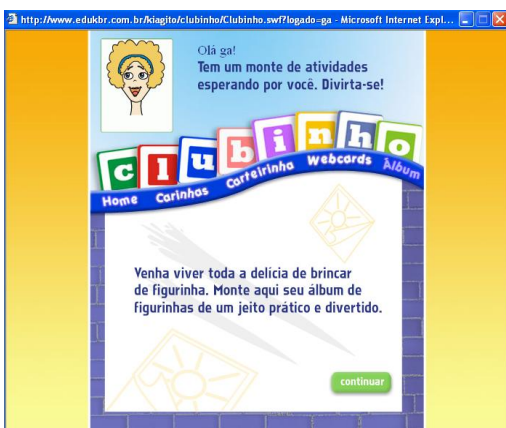 http://www.edukbr.com.br/kiagito/clubinho/Clubinho.swf?logado=ga - Microsoft Internet Expl...
Olá ga!
Tem um monte de atividades
esperando por você. Divirta-se!
clubinho
Home Carinhas Carteirinha Webcards Álbum
Venha viver toda a delícia de brincar
de figurinha. Monte aqui seu álbum de
figurinhas de um jeito prático e divertido.
continuar